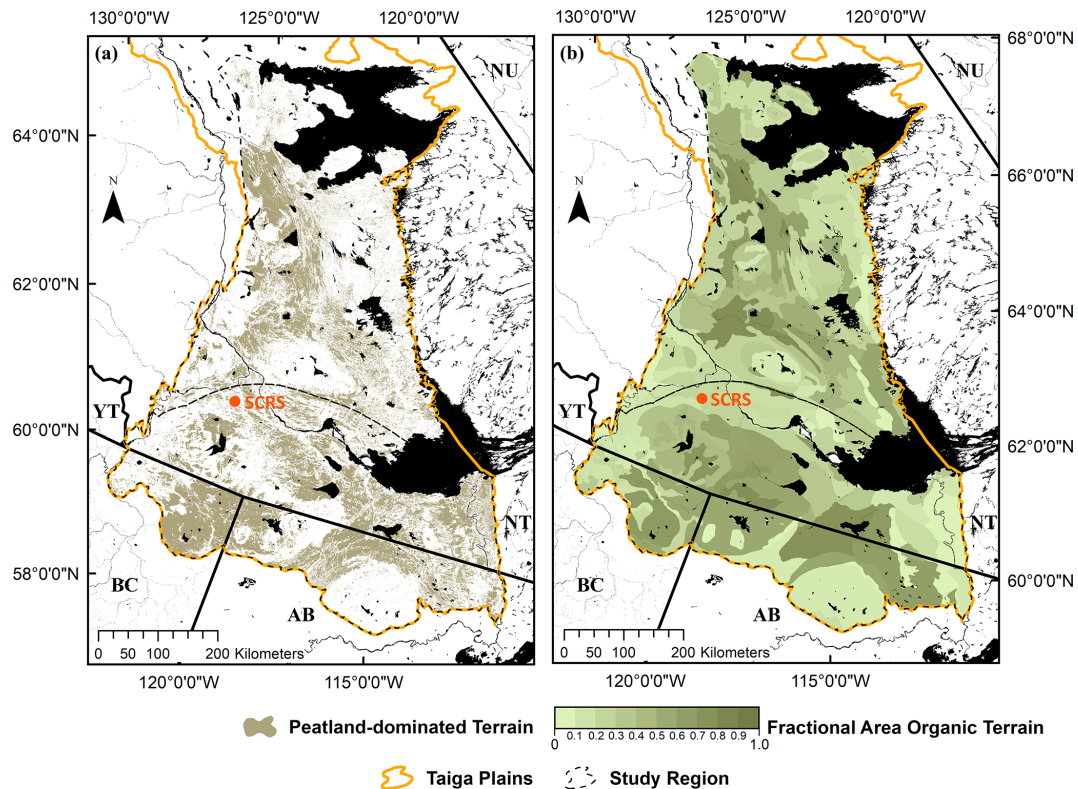 130°0'0"W 125°0'0"W 120°0'0"W 130°0'0"W 125°0'0"W 120°0'0"W
(a) NU (b) NU 68°0'0"N
64°0'0"N 66°0'0"N
N N
62°0'0"N 64°0'0"N
YT SCRS YT SCRS
60°0'0"N 62°0'0"N
NT NT
58°0'0"N 60°0'0"N
BC BC
AB AB
0 50 100 200 Kilometers 0 50 100 200 Kilometers
120°0'0"W 115°0'0"W 120°0'0"W 115°0'0"W
Peatland-dominated Terrain Fractional Area Organic Terrain
0.1 0.2 0.3 0.4 0.5 0.6 0.7 0.8 0.9
0 1.0
Taiga Plains Study Region